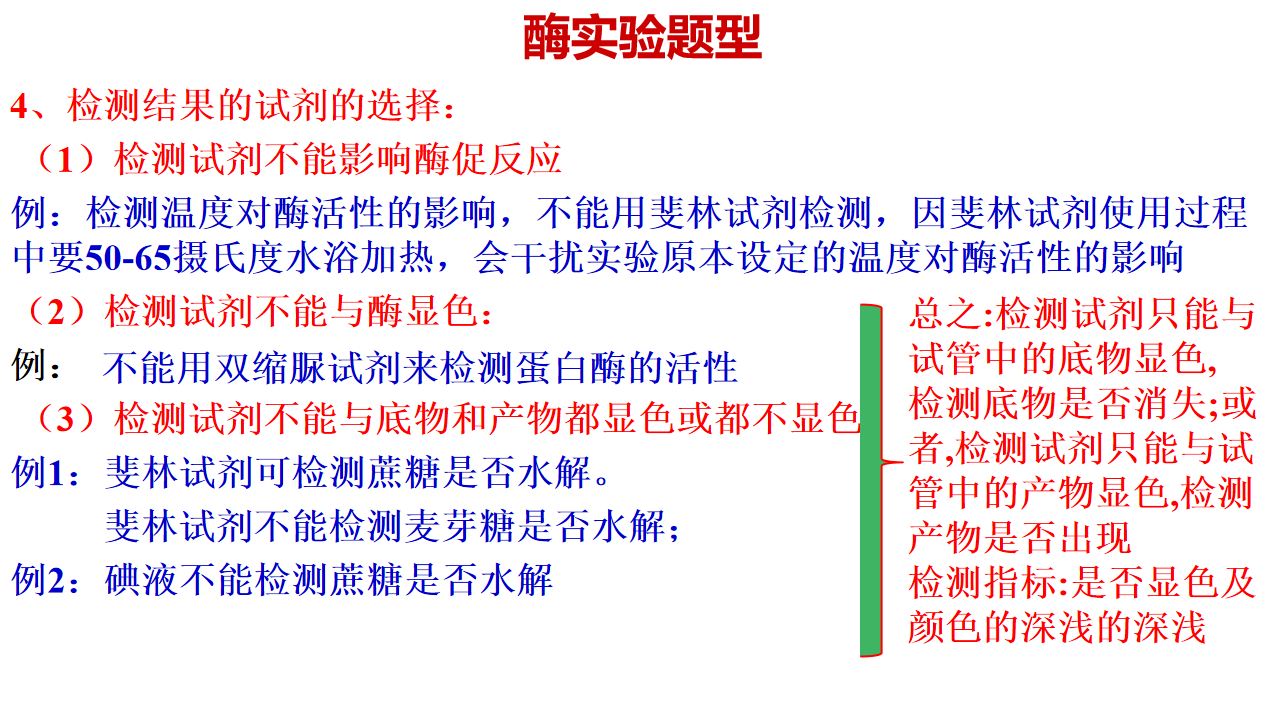 酶实验题型
4、检测结果的试剂的选择：
（1）检测试剂不能影响酶促反应
例：检测温度对酶活性的影响，不能用斐林试剂检测，因斐林试剂使用过程
中要50-65摄氏度水浴加热，会干扰实验原本设定的温度对酶活性的影响
（2）检测试剂不能与酶显色：
例： 不能用双缩脲试剂来检测蛋白酶的活性
（3）检测试剂不能与底物和产物都显色或都不显色
例1：斐林试剂可检测蔗糖是否水解。
斐林试剂不能检测麦芽糖是否水解；
例2：碘液不能检测蔗糖是否水解
总之:检测试剂只能与
试管中的底物显色,
检测底物是否消失;或
者,检测试剂只能与试
管中的产物显色,检测
产物是否出现
检测指标:是否显色及
颜色的深浅的深浅